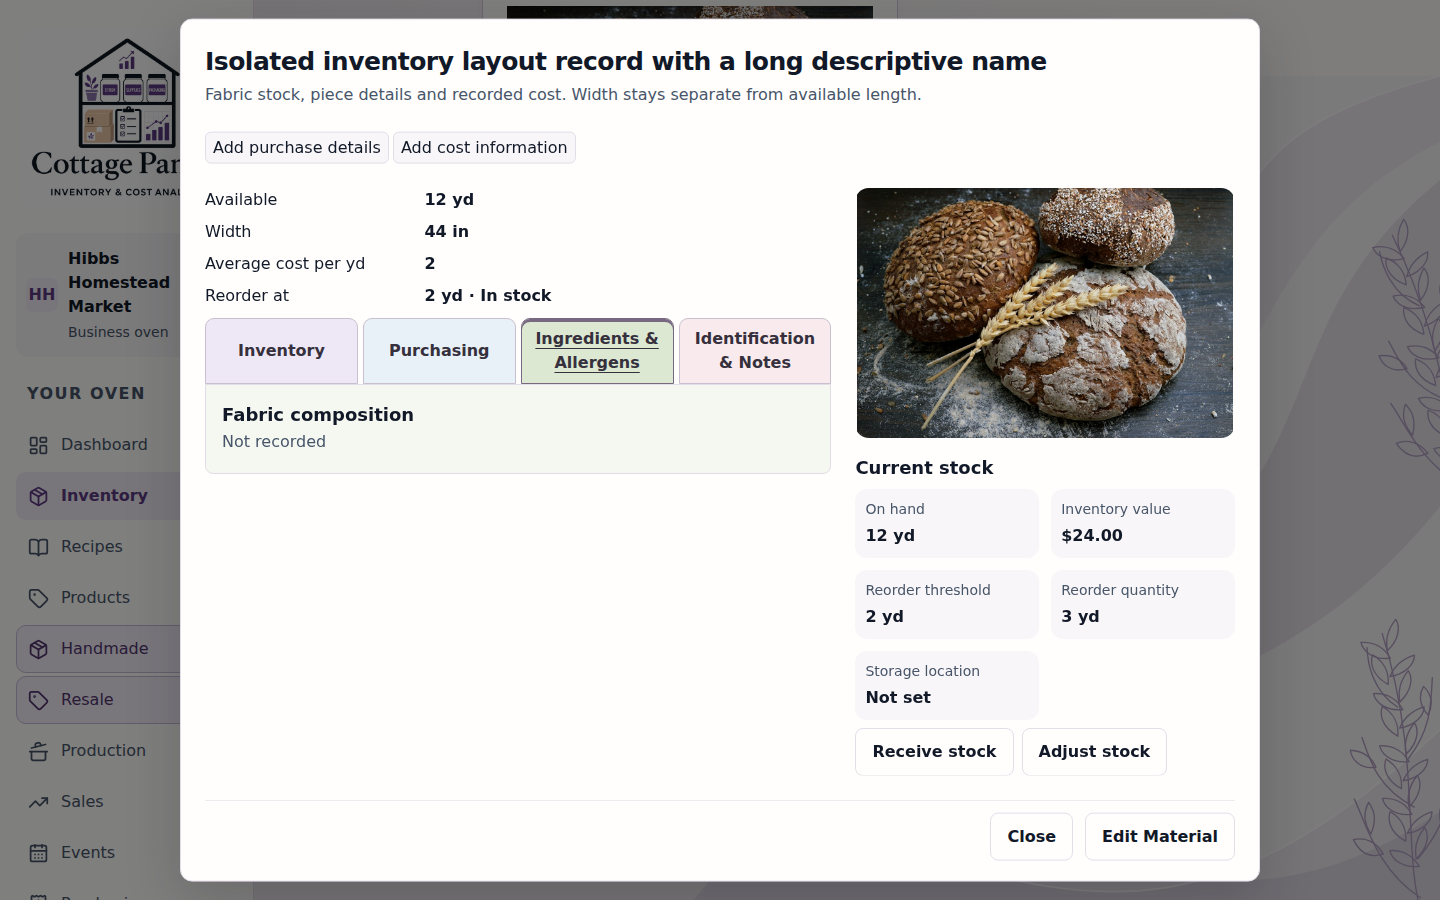 Isolated inventory layout record with a long descriptive name
Fabric stock, piece details and recorded cost. Width stays separate from available length.
Add purchase details
Add cost information
Available
12 yd
Width
44 in
Average cost per yd
2
Reorder at
2 yd · In stock
Inventory
Purchasing
Ingredients &
Allergens
Identification
& Notes
Fabric composition
Not recorded
Current stock
On hand
12 yd
Inventory value
$24.00
Reorder threshold
2 yd
Reorder quantity
3 yd
Storage location
Not set
Receive stock
Adjust stock
Close
Edit Material
Cottage
INVENTORY & COST
HH
Hibbs
Homestead
Market
Business oven
YOUR OVEN
Dashboard
Inventory
Recipes
Products
Handmade
Resale
Production
Sales
Events